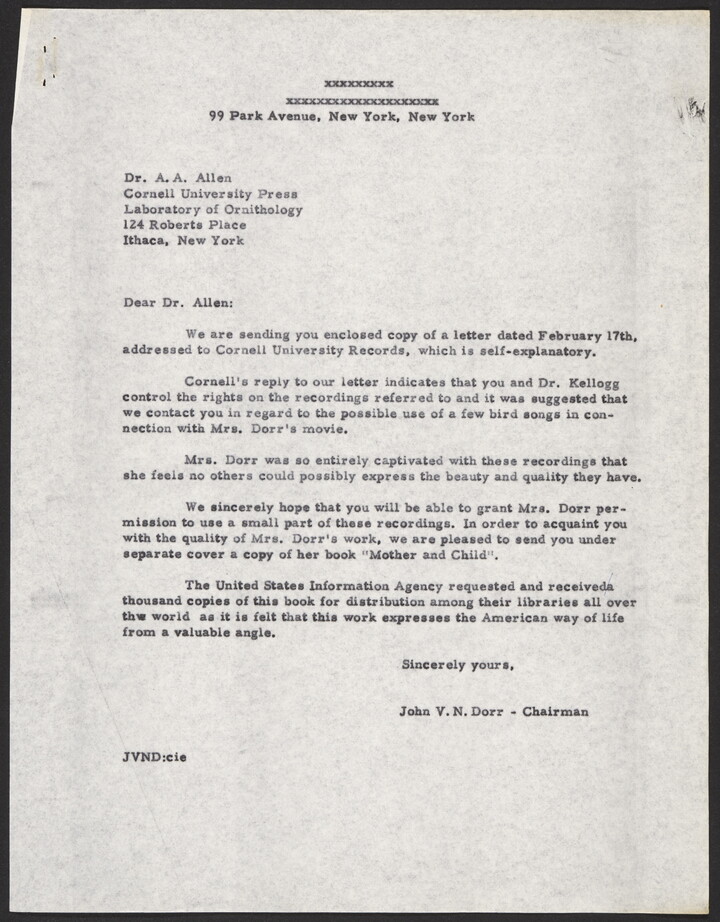 xxxxxxxxx
xxxxxxxxxxxxxxxxxxxx
99 Park Avenue, New York, New York
Dr. A. A. Allen
Cornell University Press
Laboratory of Ornithology
124 Roberts Place
Ithaca, New York
Dear Dr. Allen:
We are sending you enclosed copy of a letter dated February 17th,
addressed to Cornell University Records, which is self-explanatory.
Cornell's reply to our letter indicates that you and Dr. Kellogg
control the rights on the recordings referred to and it was suggested that
we contact you in regard to the possible use of a few bird songs in con-
nection with Mrs. Dorr's movie.
Mrs. Dorr was so entirely captivated with these recordings that
she feels no others could possibly express the beauty and quality they have.
We sincerely hope that you will be able to grant Mrs. Dorr per-
mission to use a small part of these recordings. In order to acquaint you
with the quality of Mrs. Dorr's work, we are pleased to send you under
separate cover a copy of her book "Mother and Child".
The United States Information Agency requested and receiveda
thousand copies of this book for distribution among their libraries all over
the world as it is felt that this work expresses the American way of life
from a valuable angle.
Sincerely yours,
John V. N. Dorr - Chairman
JVND:cie